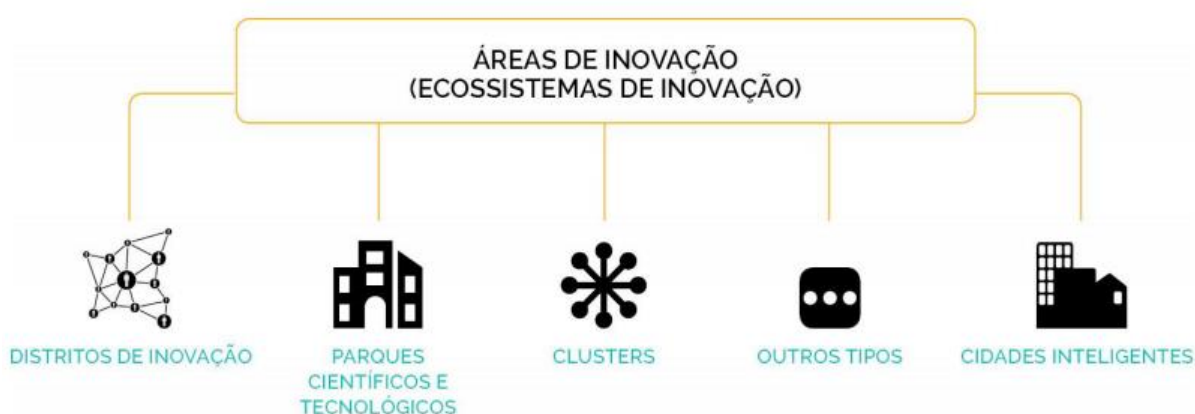 ÁREAS DE INOVAÇÃO
(ECOSSISTEMAS DE INOVAÇÃO)
DISTRITOS DE INOVAÇÃO
PARQUES
CIENTÍFICOS E
TECNOLÓGICOS
CLUSTERS
OUTROS TIPOS
CIDADES INTELIGENTES